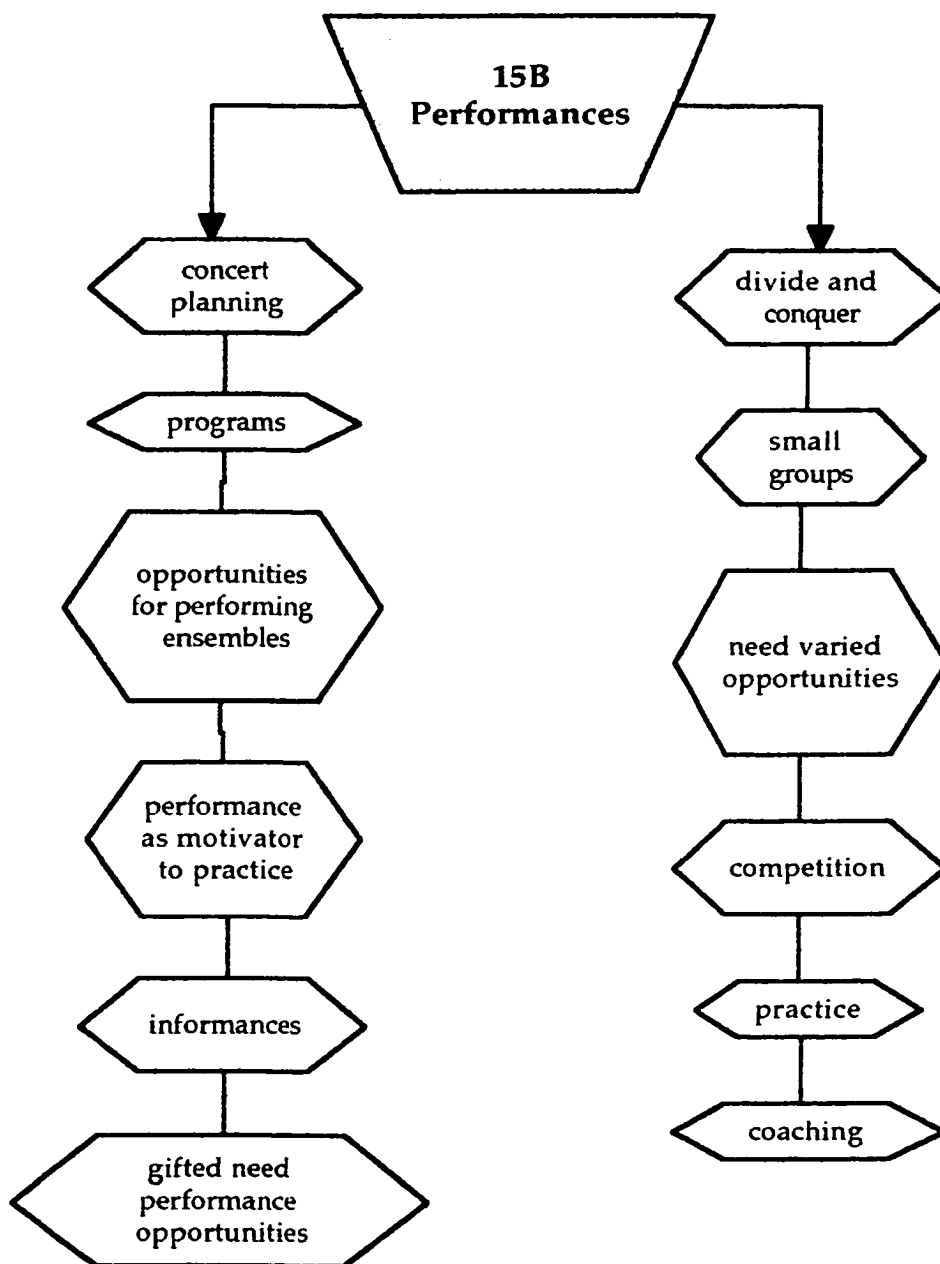 15B
Performances
concert
planning
programs
opportunities
for performing
ensembles
performance
as motivator
to practice
informances
gifted need
performance
opportunities
divide and
conquer
small
groups
need varied
opportunities
competition
practice
coaching